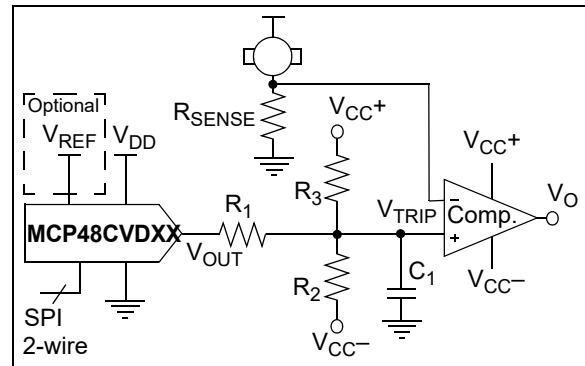 Optional
VREF
VDD
RSENSE
VCC+
R3
VCC+
VTRIP
Comp.
VO
−
+
MCP48CVDXX
VOUT
R1
R2
C1
VCC−
VCC−
SPI
2-wire